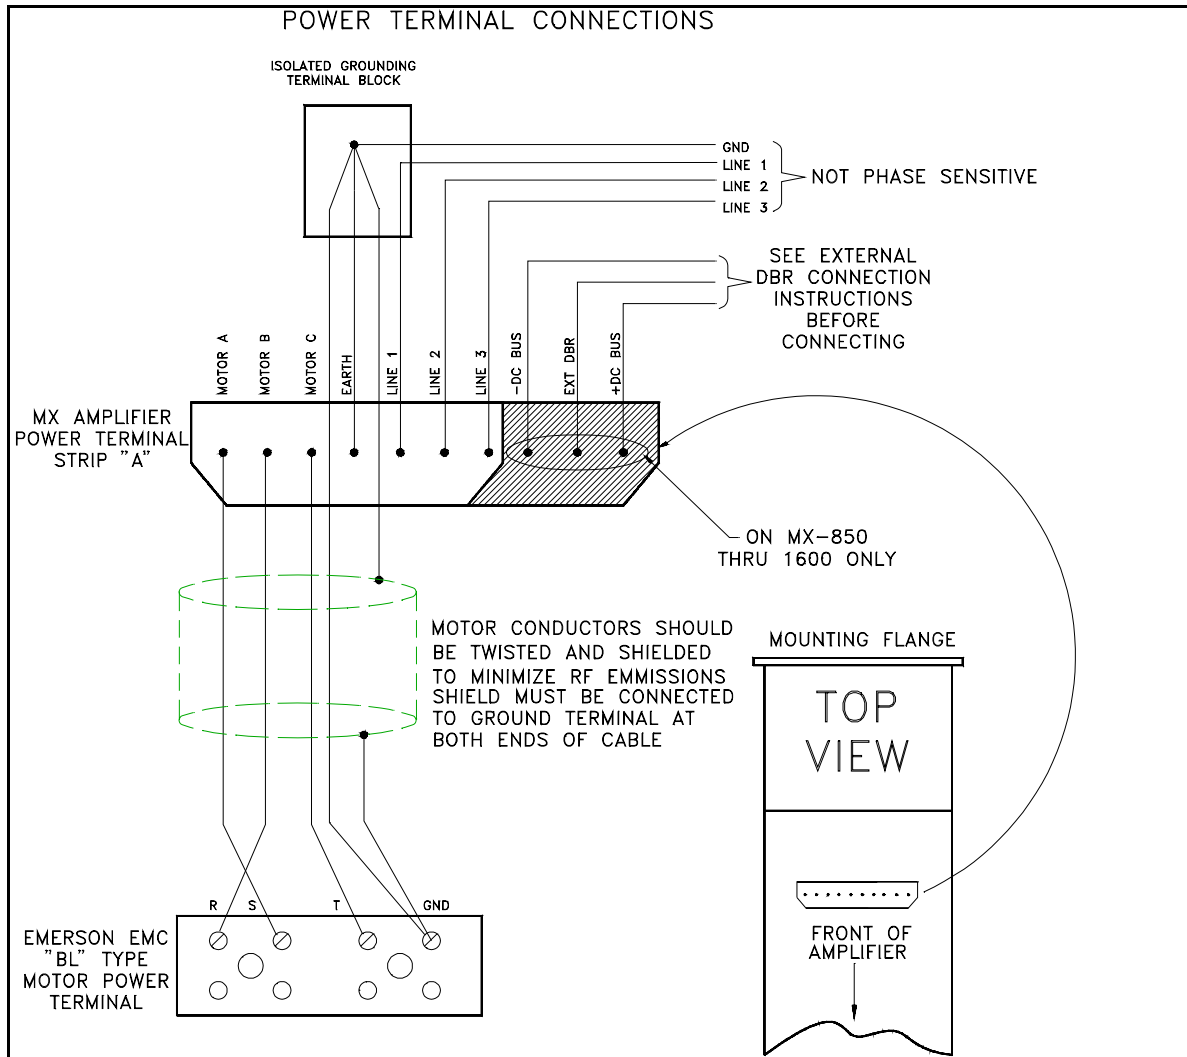 POWER TERMINAL CONNECTIONS
ISOLATED GROUNDING
TERMINAL BLOCK
GND
LINE 1
LINE 2
LINE 3
NOT PHASE SENSITIVE
SEE EXTERNAL
DBR CONNECTION
INSTRUCTIONS
BEFORE
CONNECTING
MOTOR A
MOTOR B
MOTOR C
EARTH
LINE 1
LINE 2
LINE 3
-DC BUS
EXT DBR
+DC BUS
MX AMPLIFIER
POWER TERMINAL
STRIP "A"
ON MX-850
THRU 1600 ONLY
MOTOR CONDUCTORS SHOULD
BE TWISTED AND SHIELDED
TO MINIMIZE RF EMMISSIONS
SHIELD MUST BE CONNECTED
TO GROUND TERMINAL AT
BOTH ENDS OF CABLE
MOUNTING FLANGE
TOP
VIEW
R S T GND
EMERSON EMC
"BL" TYPE
MOTOR POWER
TERMINAL
FRONT OF
AMPLIFIER